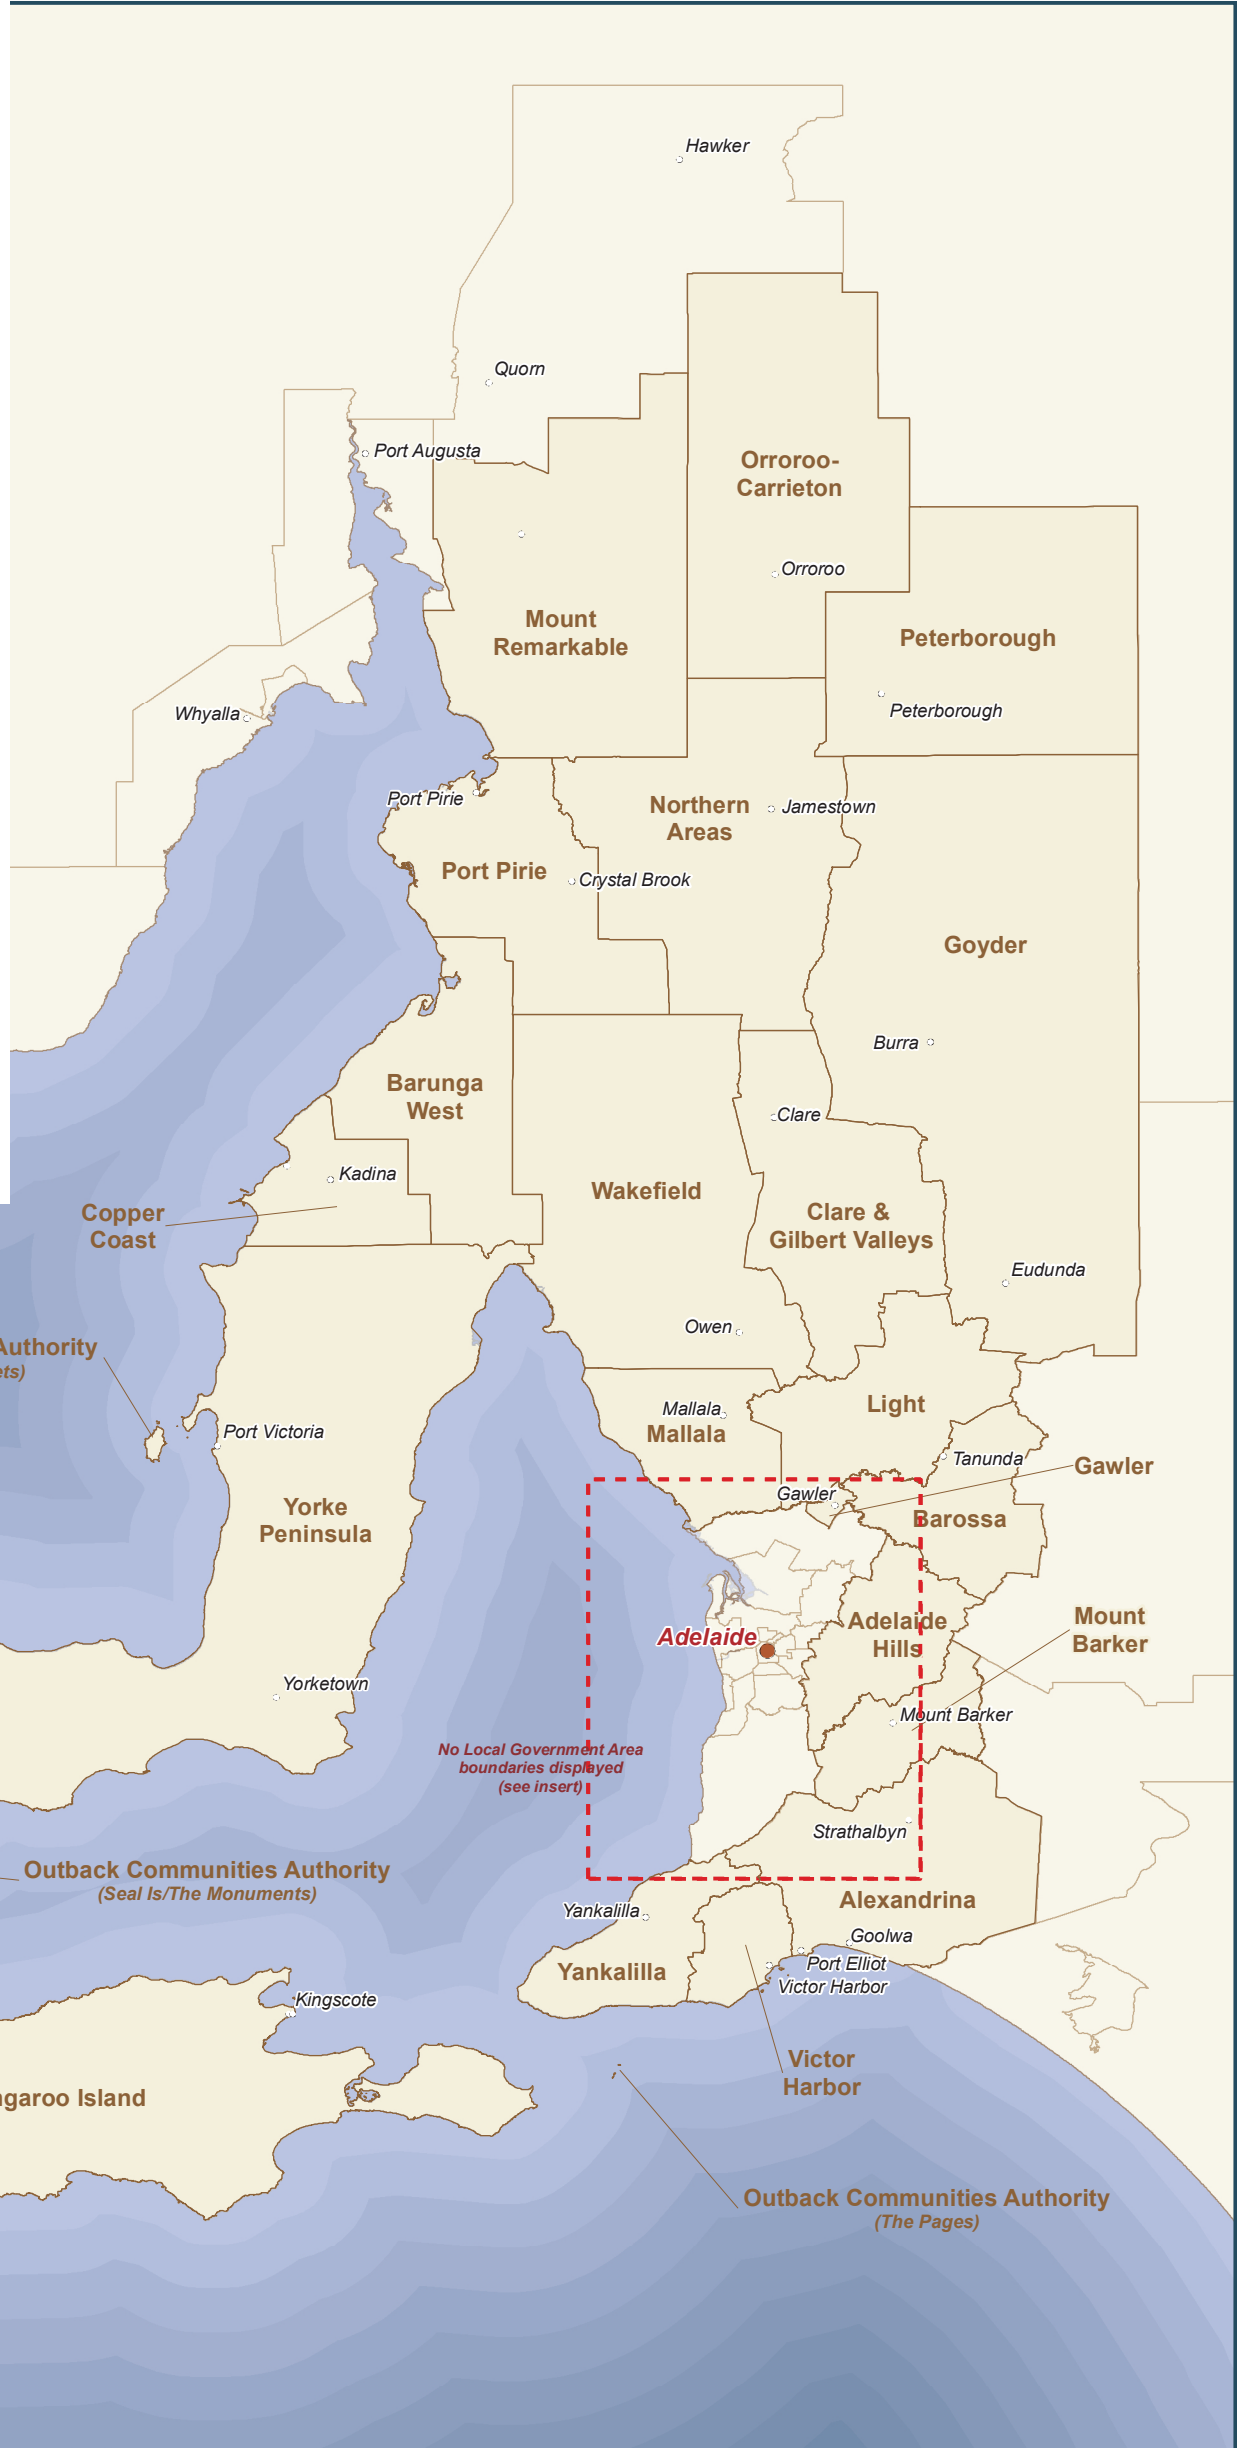 Hawker
Quorn
Port Augusta
Orroroo-
Carrieton
Orroroo
Mount
Remarkable
Peterborough
Peterborough
Whyalla
Port Pirie
Northern
Areas
Jamestown
Port Pirie
Crystal Brook
Goyder
Burra
Barunga
West
Clare
Kadina
Wakefield
Copper
Coast
Clare &
Gilbert Valleys
Eudunda
Owen
Authority
Light
Mallala
Mallala
Port Victoria
Tanunda
Gawler
Gawler
Yorke
Peninsula
Barossa
Adelaide
Hills
Mount
Barker
Adelaide
Yorketown
Mount Barker
No Local Government Area
boundaries displayed
(see insert)
Strathalbyn
Outback Communities Authority
(Seal Is/The Monuments)
Alexandrina
Yankalilla
Goolwa
Port Elliot
Yankalilla
Victor Harbor
Kingscote
Victor
Harbor
ngaroo Island
Outback Communities Authority
(The Pages)